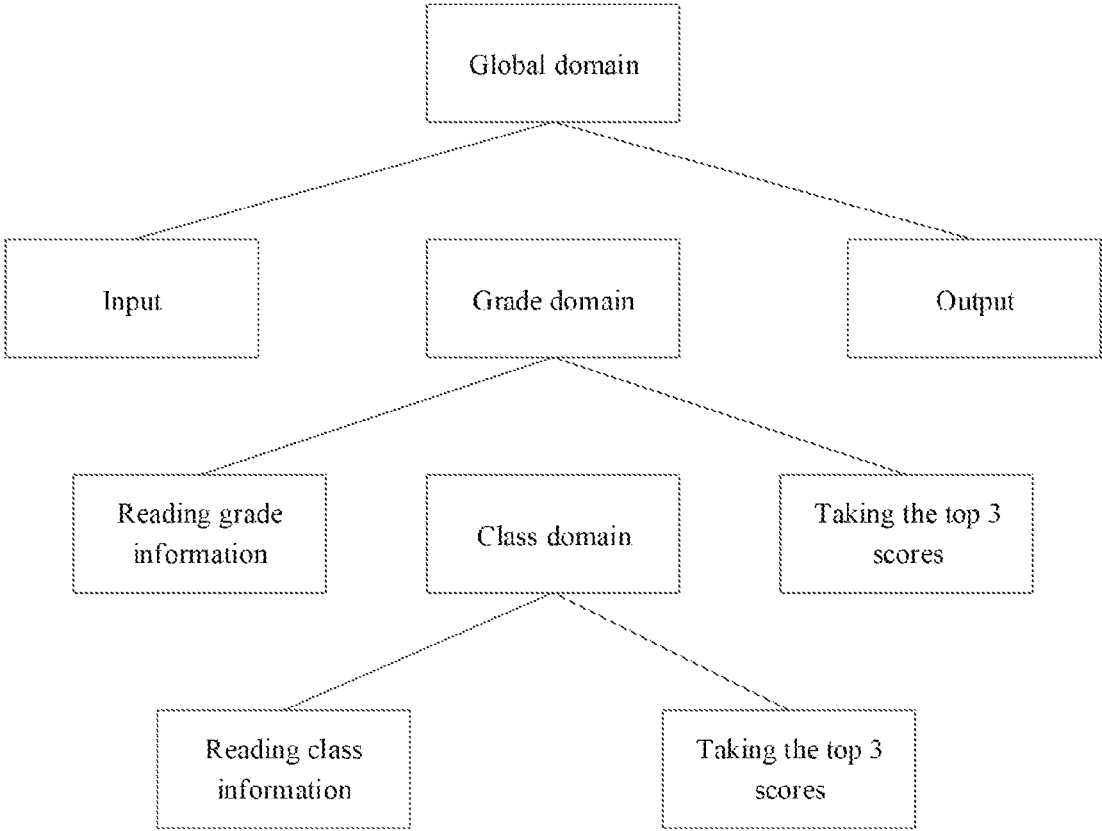 Global domain
Input
Grade domain
Output
Reading grade
information
Class domain
Taking the top 3
scores
Reading class
information
Taking the top 3
scores